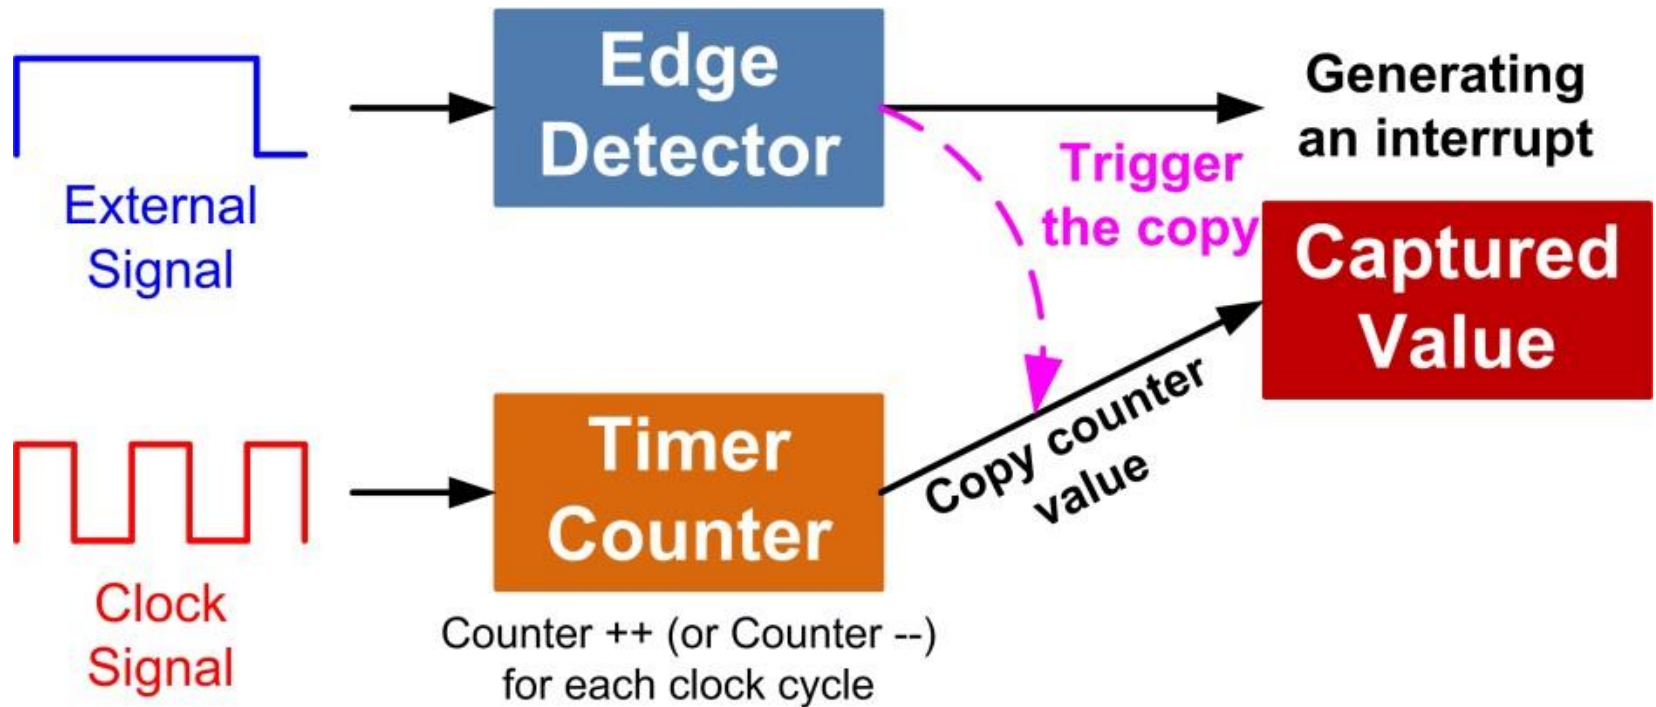 External
Signal
Edge
Detector
Generating
an interrupt
Trigger
the copy
Captured
Value
Clock
Signal
Timer
Counter
Copy counter
value
Counter ++ (or Counter --)
for each clock cycle